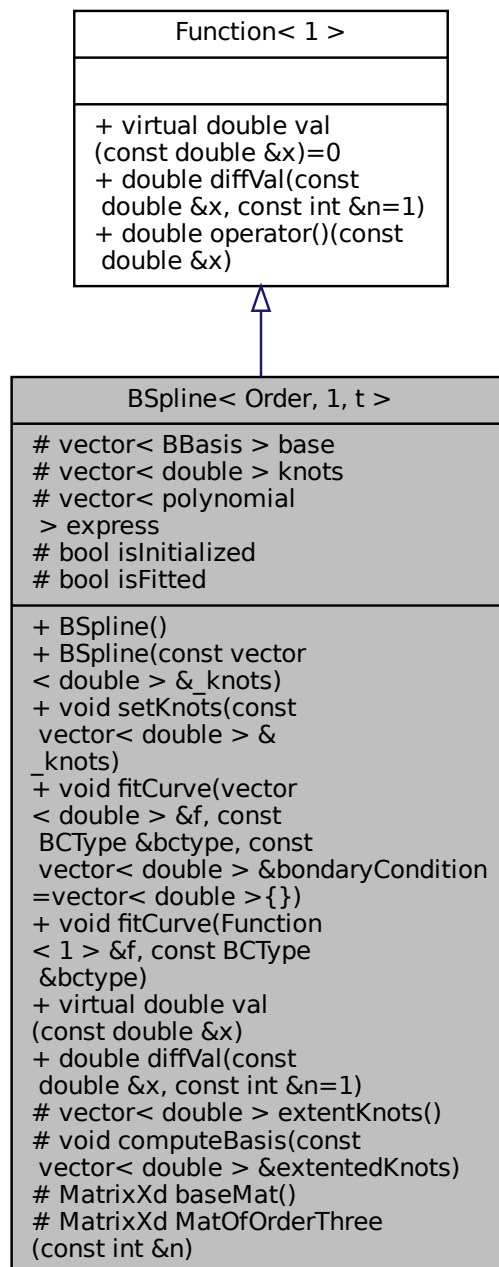 Function< 1 >
+ virtual double val
(const double &x)=0
+ double diffVal(const
double &x, const int &n=1)
+ double operator()(const
double &x)
BSpline< Order, 1, t >
# vector< BBasis > base
# vector< double > knots
# vector< polynomial
> express
# bool isInitialized
# bool isFitted
+ BSpline()
+ BSpline(const vector
< double > &_knots)
+ void setKnots(const
vector< double > &
_knots)
+ void fitCurve(vector
< double > &f, const
BCType &bctype, const
vector< double > &bondaryCondition
=vector< double >{})
+ void fitCurve(Function
< 1 > &f, const BCType
&bctype)
+ virtual double val
(const double &x)
+ double diffVal(const
double &x, const int &n=1)
# vector< double > extentKnots()
# void computeBasis(const
vector< double > &extentedKnots)
# MatrixXd baseMat()
# MatrixXd MatOfOrderThree
(const int &n)